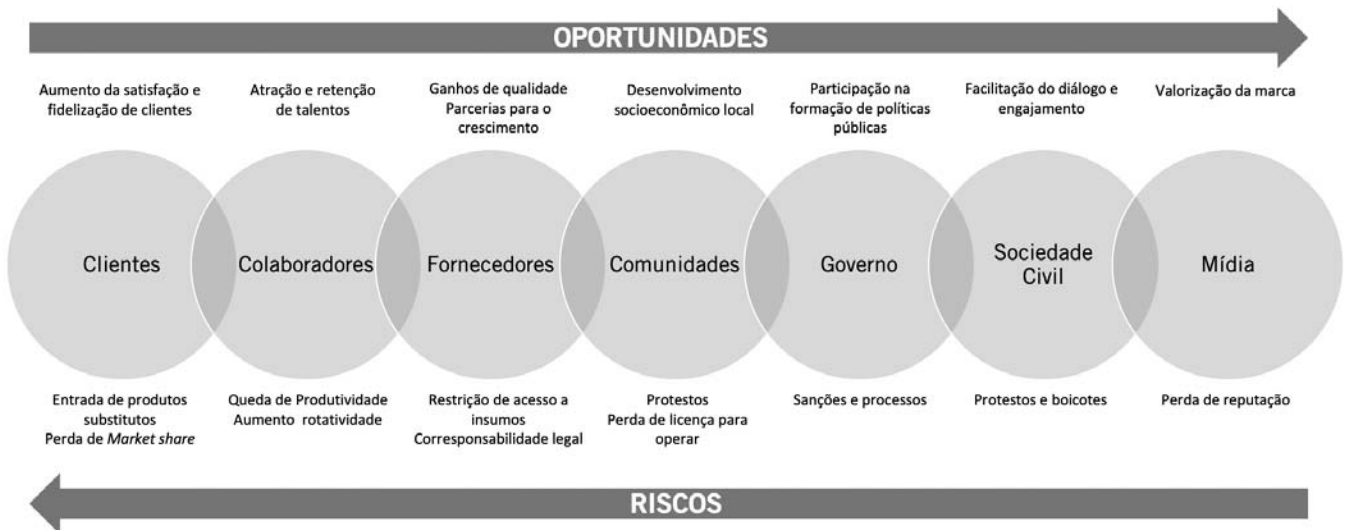 OPORTUNIDADES
Aumento da satisfação e
fidelização de clientes
Atração e retenção
de talentos
Ganhos de qualidade
Parcerias para o
crescimento
Desenvolvimento
socioeconômico local
Participação na
formação de políticas
públicas
Facilitação do diálogo e
engajamento
Valorização da marca
Clientes
Colaboradores
Fornecedores
Comunidades
Governo
Sociedade
Civil
Mídia
Entrada de produtos
substitutos
Perda de Market share
Queda de Produtividade
Aumento rotatividade
Restrição de acesso a
insumos
Corresponsabilidade legal
Protestos
Perda de licença para
operar
Sanções e processos
Protestos e boicotes
Perda de reputação
RISCOS